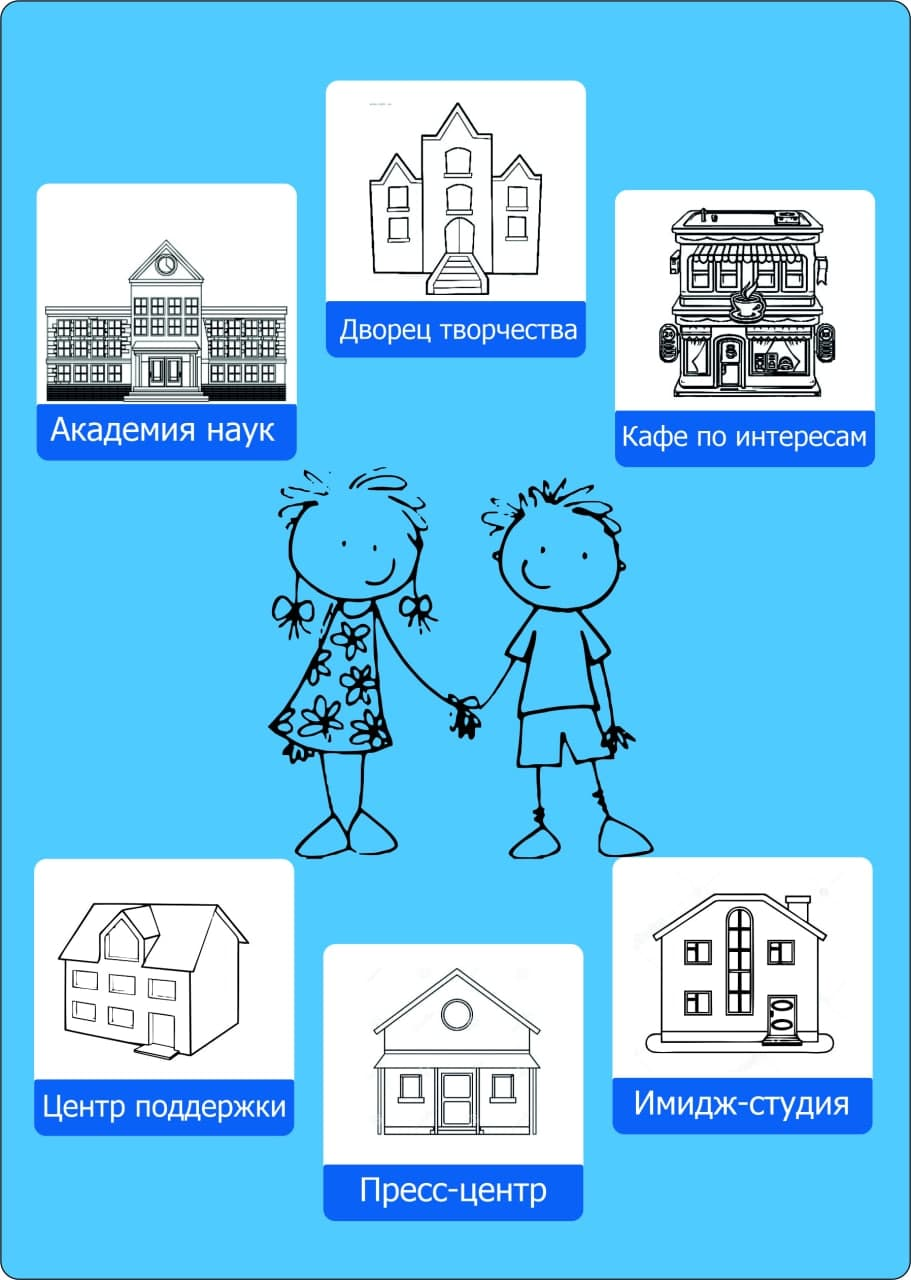 Дворец творчества
Академия наук
Кафе по интересам
Центр поддержки
Имидж-студия
Пресс-центр